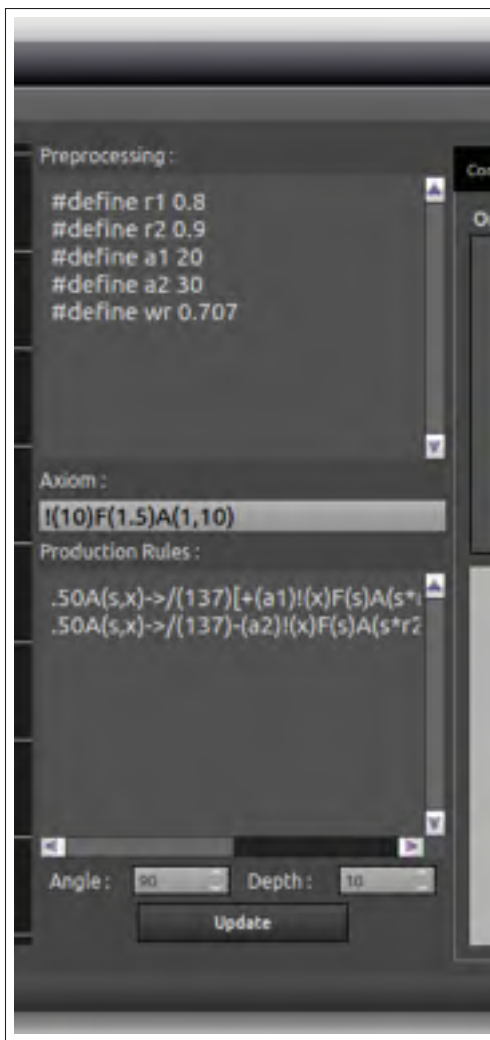 Preprocessing :
#define r1 0.8
#define r2 0.9
#define a1 20
#define a2 30
#define wr 0.707
Axiom :
!(10)F(1.5)A(1,10)
Production Rules :
.50A(s,x)->/(137)[+(a1)!(x)F(s)A(s*
.50A(s,x)->/(137)-(a2)!(x)F(s)A(s*r2
Angle : 90 Depth : 10
Update